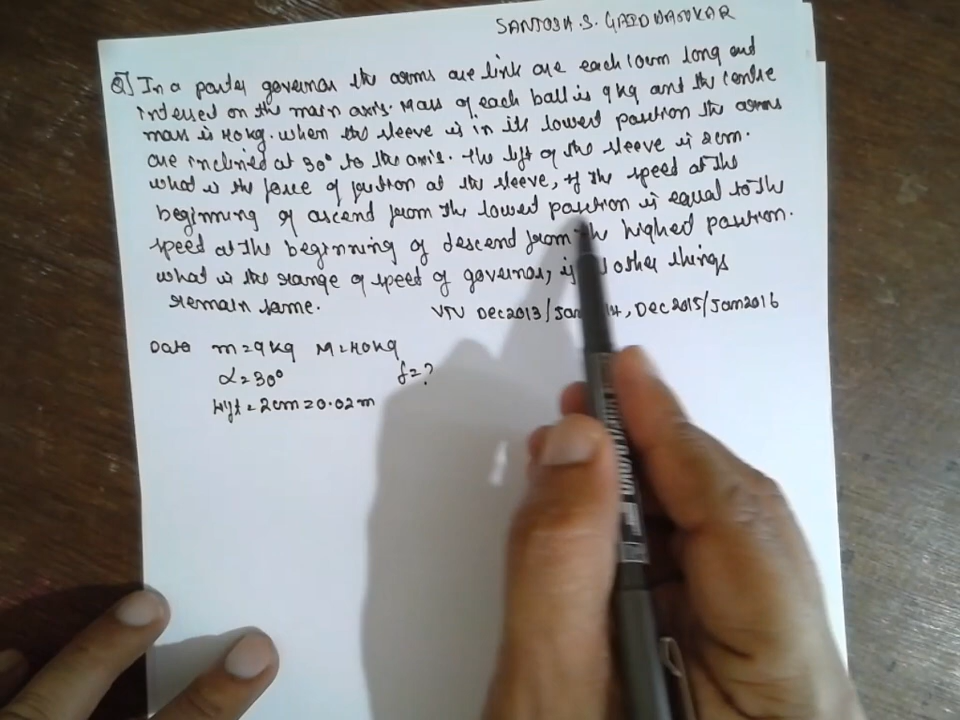 SANTOSH.S. GAIDHANKAR
Q] In a porter governor the arms are link are each 10cm long and
intersect on the main axis. Mass of each ball is 9kg and the centre
mass is 40kg. when the sleeve is in its lowest position the arms
are inclined at 30° to the axis. the lift of the sleeve is 2cm.
what is the force of friction at the sleeve, if the speed at the
beginning of ascend from the lowest position is equal to the
speed at the beginning of descend from the highest position.
what is the range of speed of governor, if other things
remain same.
VTU Dec2013/Jan 14, Dec 2015/Jan2016
Data m=9kg M=40kg
α=30° f=?
lift = 2cm = 0.02m